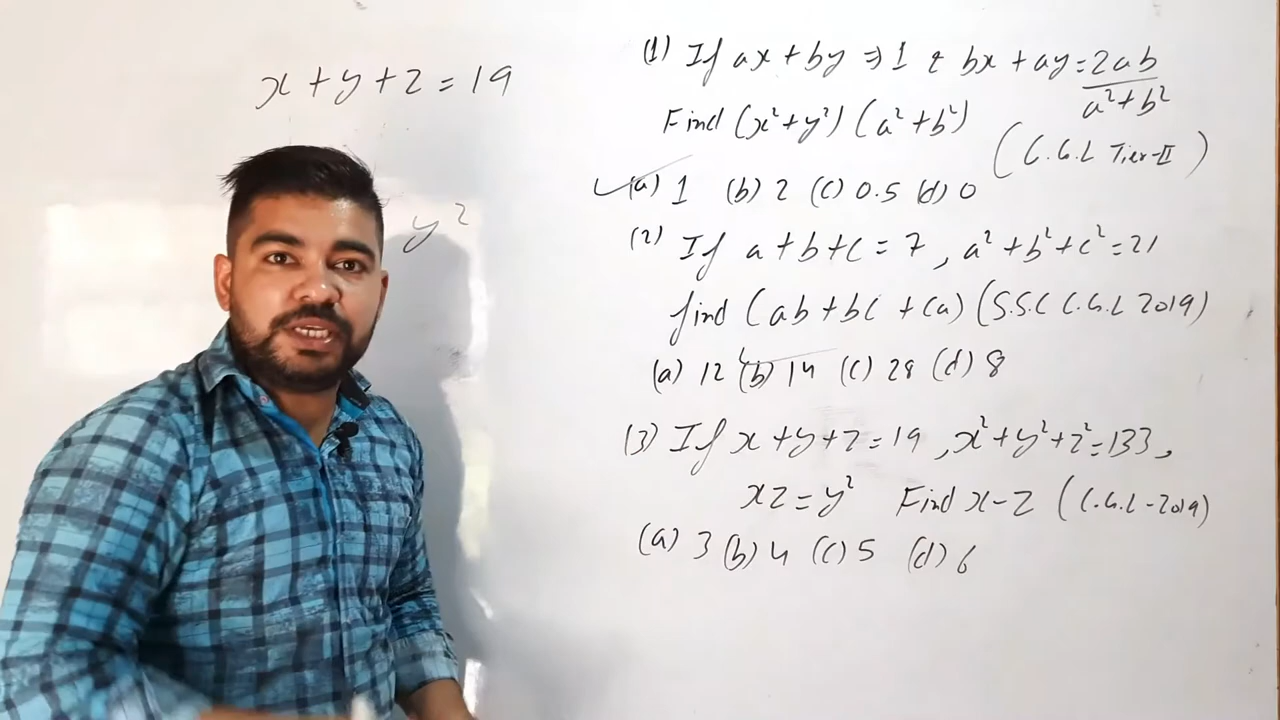 x + y + z = 19
y²
(1) If ax + by ⇒ 1 & bx + ay = 2ab / a² + b²
Find (x² + y²) (a² + b²)
(C.G.L Tier-II)
(a) 1 (b) 2 (c) 0.5 (d) 0
(2) If a + b + c = 7, a² + b² + c² = 21
find (ab + bc + ca) (S.S.C C.G.L 2019)
(a) 12 (b) 14 (c) 28 (d) 8
(3) If x + y + z = 19, x² + y² + z² = 133,
xz = y² Find x - z (C.G.L - 2019)
(a) 3 (b) 4 (c) 5 (d) 6